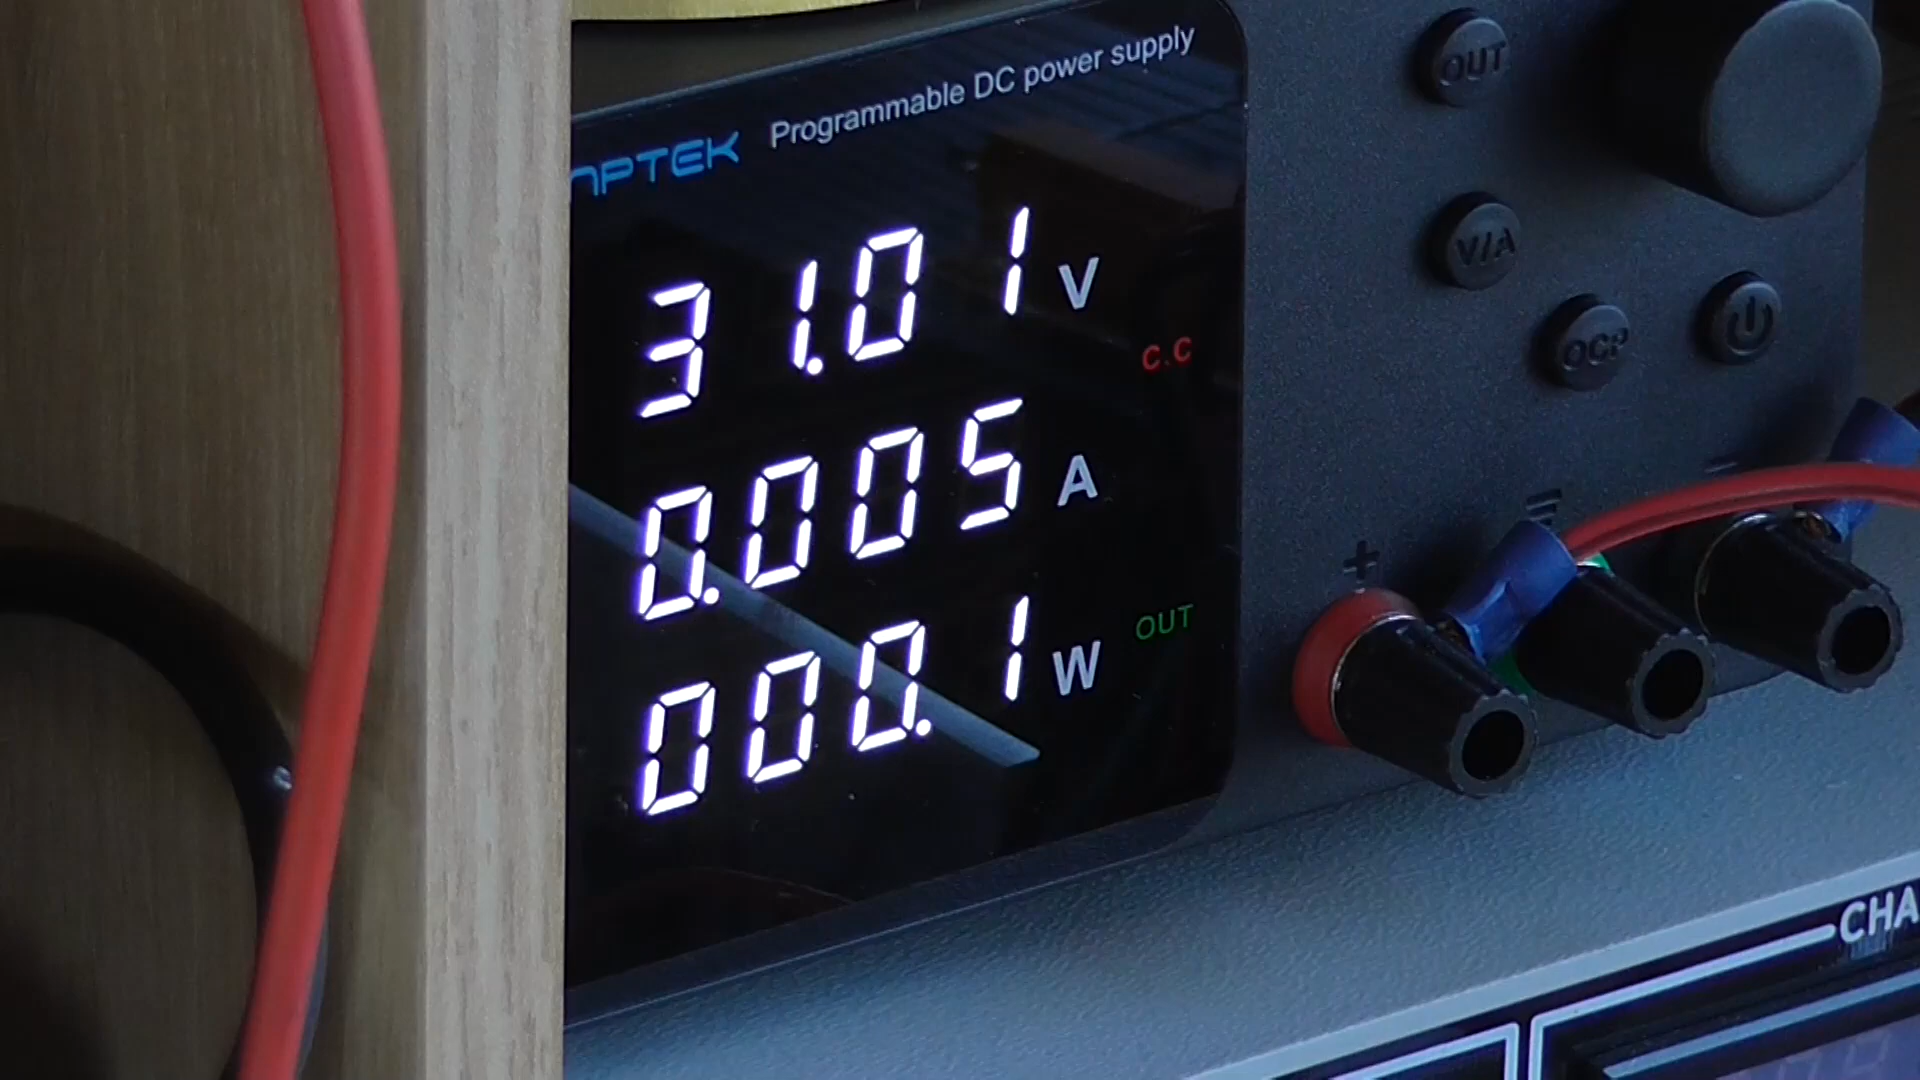 Programmable DC power supply
NPTEK
31.01 V
C.C
0.005 A
OUT
000.1 W
OUT
V/A
OCP
+
-
CHA